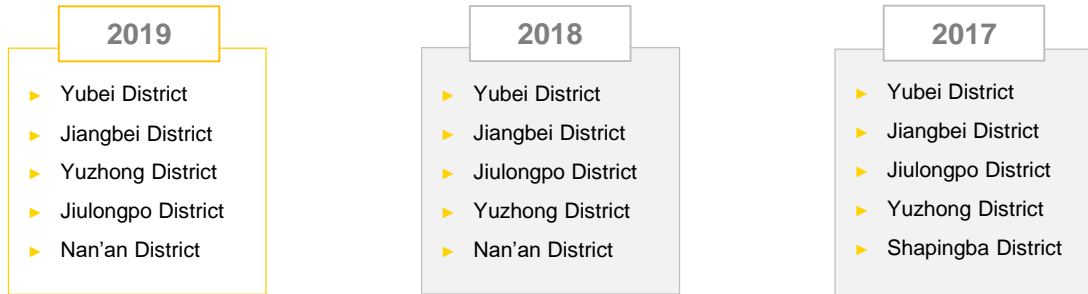 2019
Yubei District
Jiangbei District
Yuzhong District
Jiulongpo District
Nan’an District
2018
Yubei District
Jiangbei District
Jiulongpo District
Yuzhong District
Nan’an District
2017
Yubei District
Jiangbei District
Jiulongpo District
Yuzhong District
Shapingba District